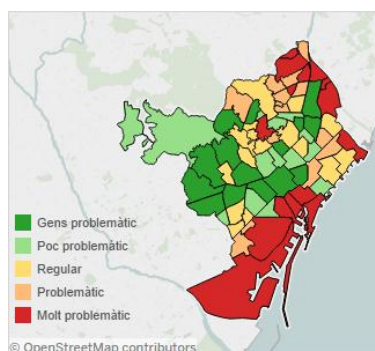 Gens problemàtic
Poc problemàtic
Regular
Problemàtic
Molt problemàtic
© OpenStreetMap contributors